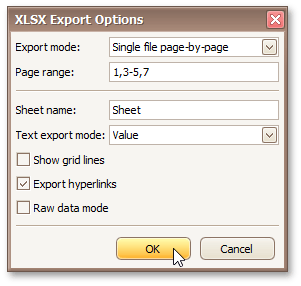 XLSX Export Options
Export mode: Single file page-by-page
Page range: 1,3-5,7
Sheet name: Sheet
Text export mode: Value
Show grid lines
Export hyperlinks
Raw data mode
OK Cancel